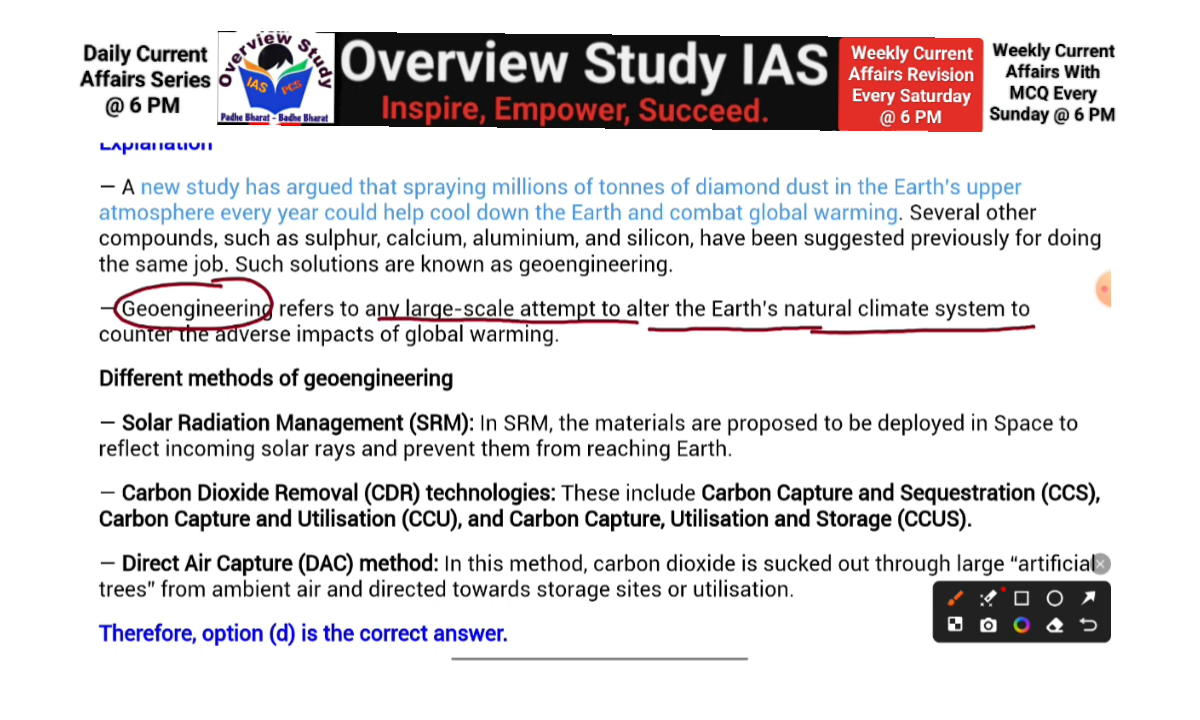 Daily Current
Affairs Series
@ 6 PM
Overview Study
IAS PCS
Padhe Bharat - Badhe Bharat
Overview Study IAS
Inspire, Empower, Succeed.
Weekly Current
Affairs Revision
Every Saturday
@ 6 PM
Weekly Current
Affairs With
MCQ Every
Sunday @ 6 PM
Explanation
— A new study has argued that spraying millions of tonnes of diamond dust in the Earth's upper
atmosphere every year could help cool down the Earth and combat global warming. Several other
compounds, such as sulphur, calcium, aluminium, and silicon, have been suggested previously for doing
the same job. Such solutions are known as geoengineering.
— Geoengineering refers to any large-scale attempt to alter the Earth's natural climate system to
counter the adverse impacts of global warming.
Different methods of geoengineering
— Solar Radiation Management (SRM): In SRM, the materials are proposed to be deployed in Space to
reflect incoming solar rays and prevent them from reaching Earth.
— Carbon Dioxide Removal (CDR) technologies: These include Carbon Capture and Sequestration (CCS),
Carbon Capture and Utilisation (CCU), and Carbon Capture, Utilisation and Storage (CCUS).
— Direct Air Capture (DAC) method: In this method, carbon dioxide is sucked out through large “artificial
trees" from ambient air and directed towards storage sites or utilisation.
Therefore, option (d) is the correct answer.